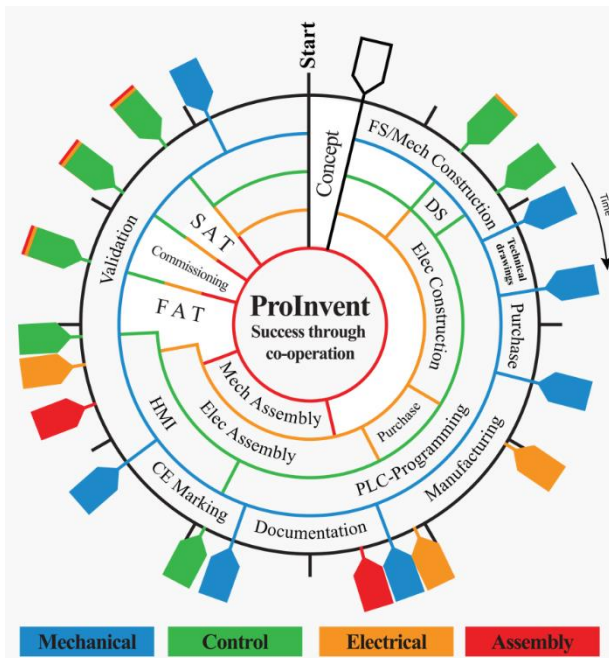 Start
Concept
FS/Mech Construction
Time
DS
Technical
drawings
Elec Construction
Purchase
Purchase
PLC-Programming
Manufacturing
Documentation
CE Marking
HMI
Elec Assembly
Mech Assembly
FAT
Commissioning
SAT
Validation
ProInvent
Success through
co-operation
Mechanical
Control
Electrical
Assembly